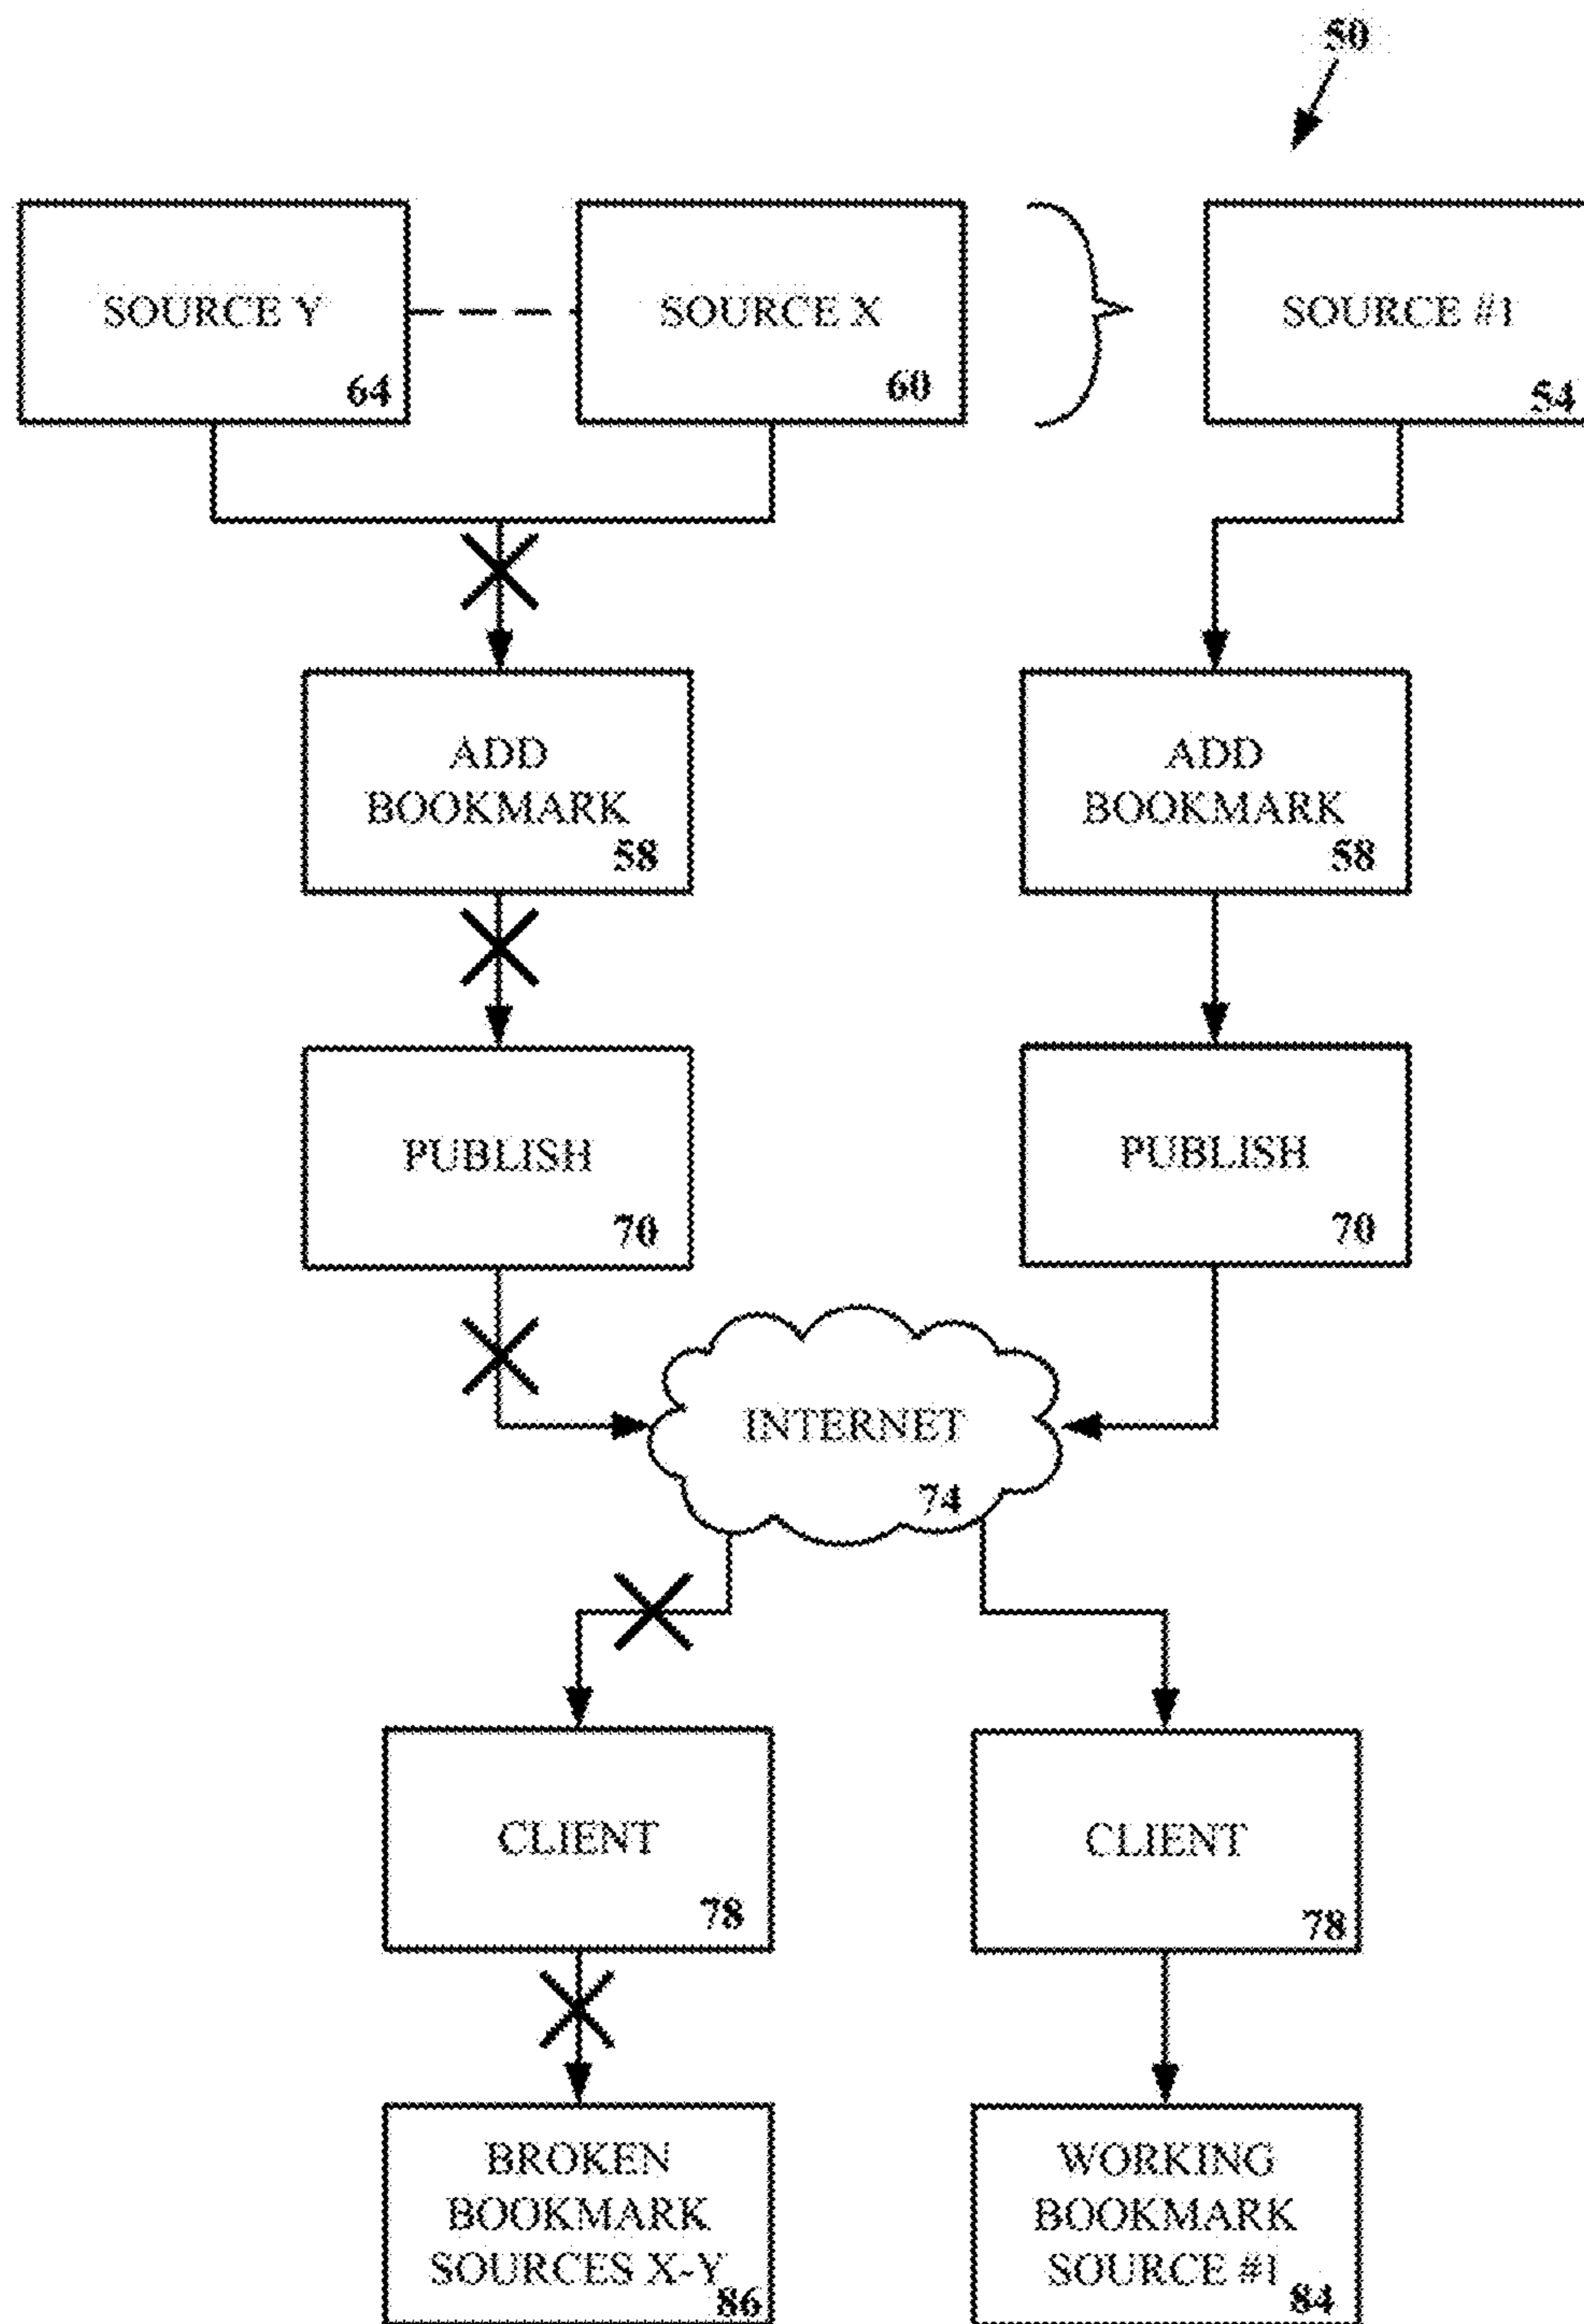 50
SOURCE Y
64
SOURCE X
60
SOURCE #1
54
ADD
BOOKMARK
58
ADD
BOOKMARK
58
PUBLISH
70
PUBLISH
70
INTERNET
74
CLIENT
78
CLIENT
78
BROKEN
BOOKMARK
SOURCES X-Y
86
WORKING
BOOKMARK
SOURCE #1
84